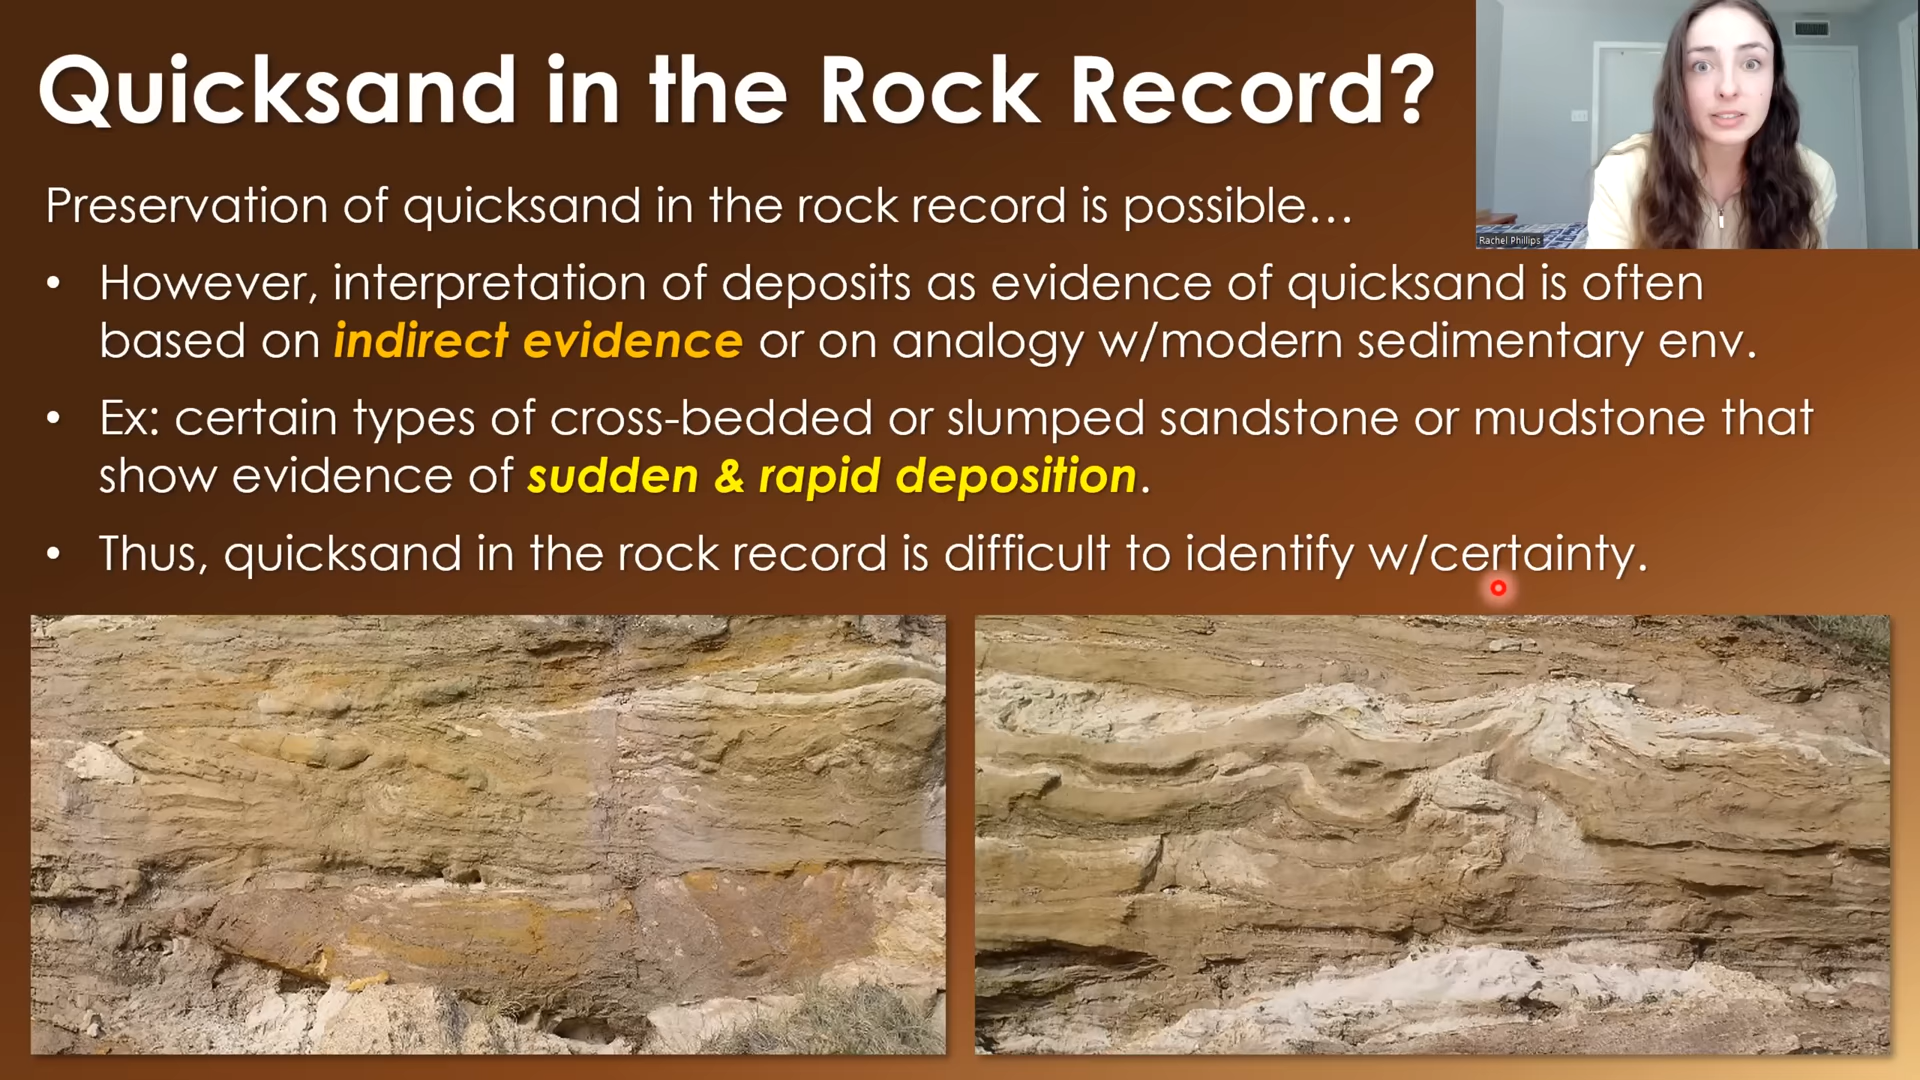 Quicksand in the Rock Record?
Rachel Phillips
Preservation of quicksand in the rock record is possible…
• However, interpretation of deposits as evidence of quicksand is often
based on indirect evidence or on analogy w/modern sedimentary env.
• Ex: certain types of cross-bedded or slumped sandstone or mudstone that
show evidence of sudden & rapid deposition.
• Thus, quicksand in the rock record is difficult to identify w/certainty.